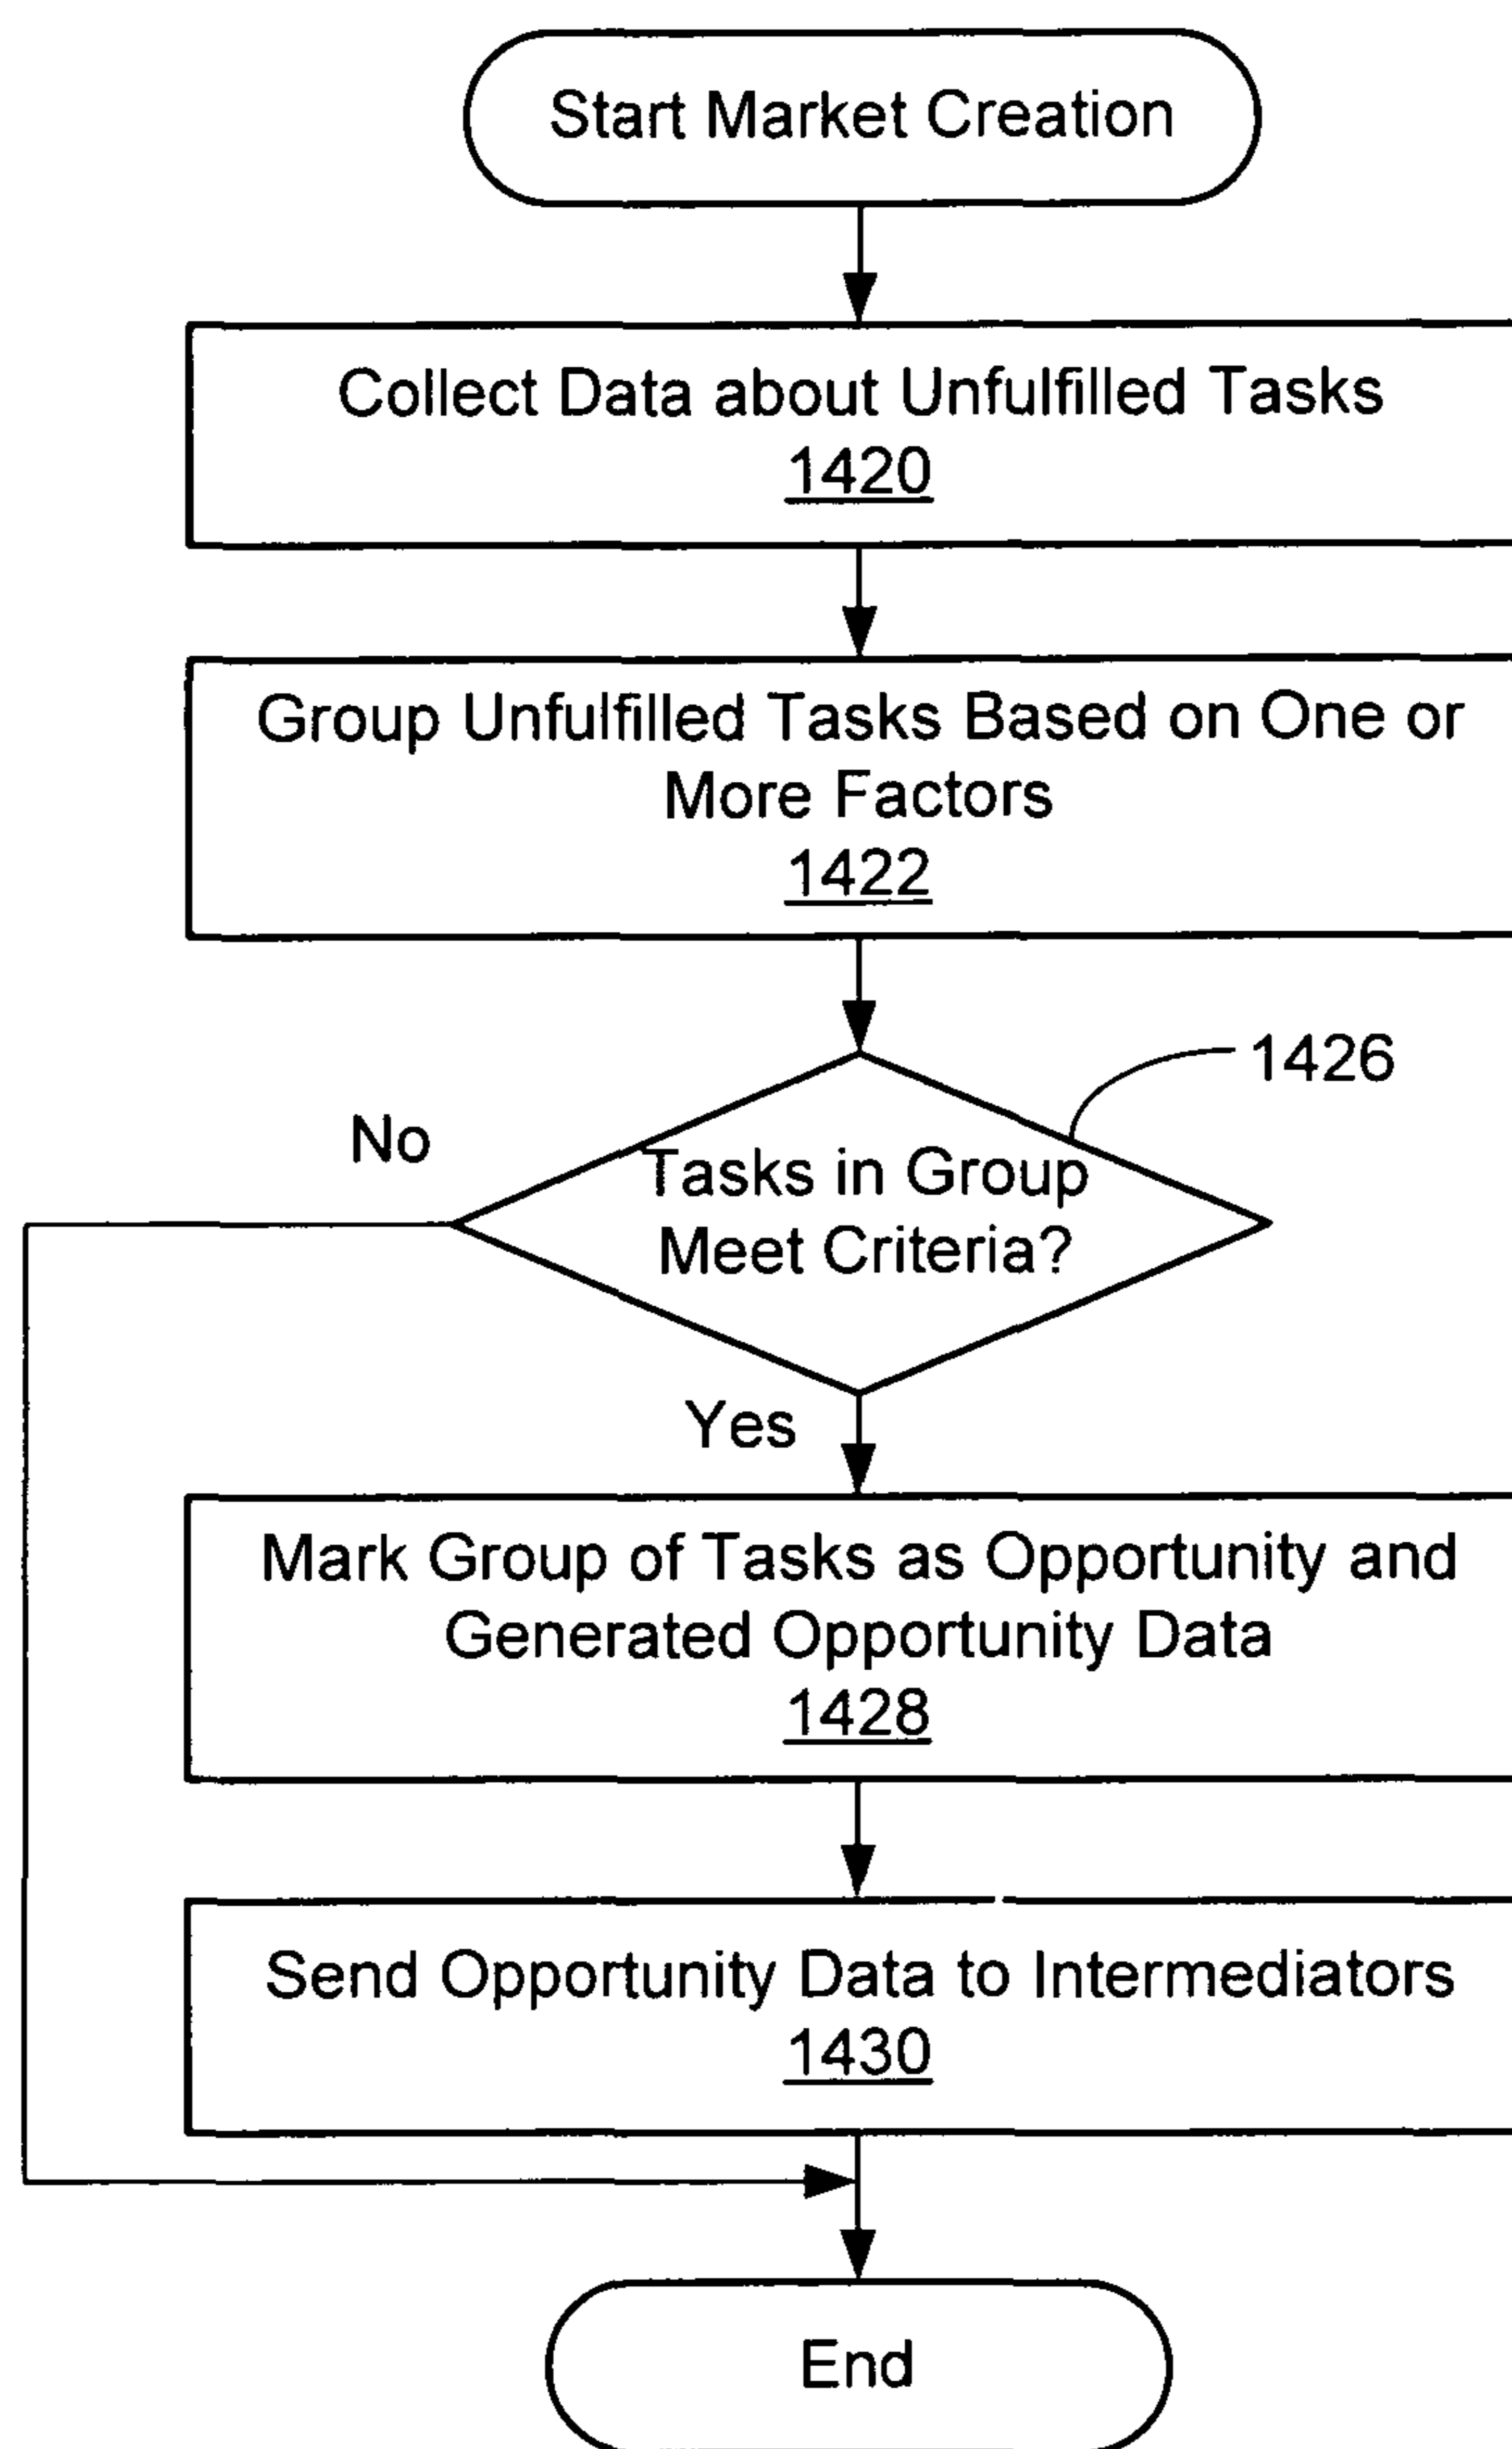 Start Market Creation
Collect Data about Unfulfilled Tasks
1420
Group Unfulfilled Tasks Based on One or
More Factors
1422
1426
No
Tasks in Group
Meet Criteria?
Yes
Mark Group of Tasks as Opportunity and
Generated Opportunity Data
1428
Send Opportunity Data to Intermediators
1430
End